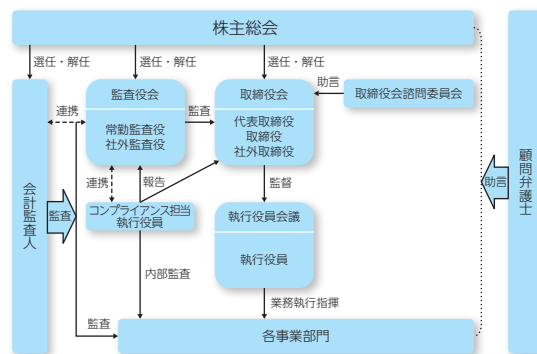 株主総会
選任・解任
選任・解任
選任・解任
助言
監査役会
取締役会
取締役会諮問委員会
連携
監査
常勤監査役
社外監査役
代表取締役
取締役
社外取締役
会計監査人
顧問弁護士
連携
報告
監督
助言
監査
コンプライアンス担当
執行役員
執行役員会議
執行役員
内部監査
業務執行指揮
監査
各事業部門